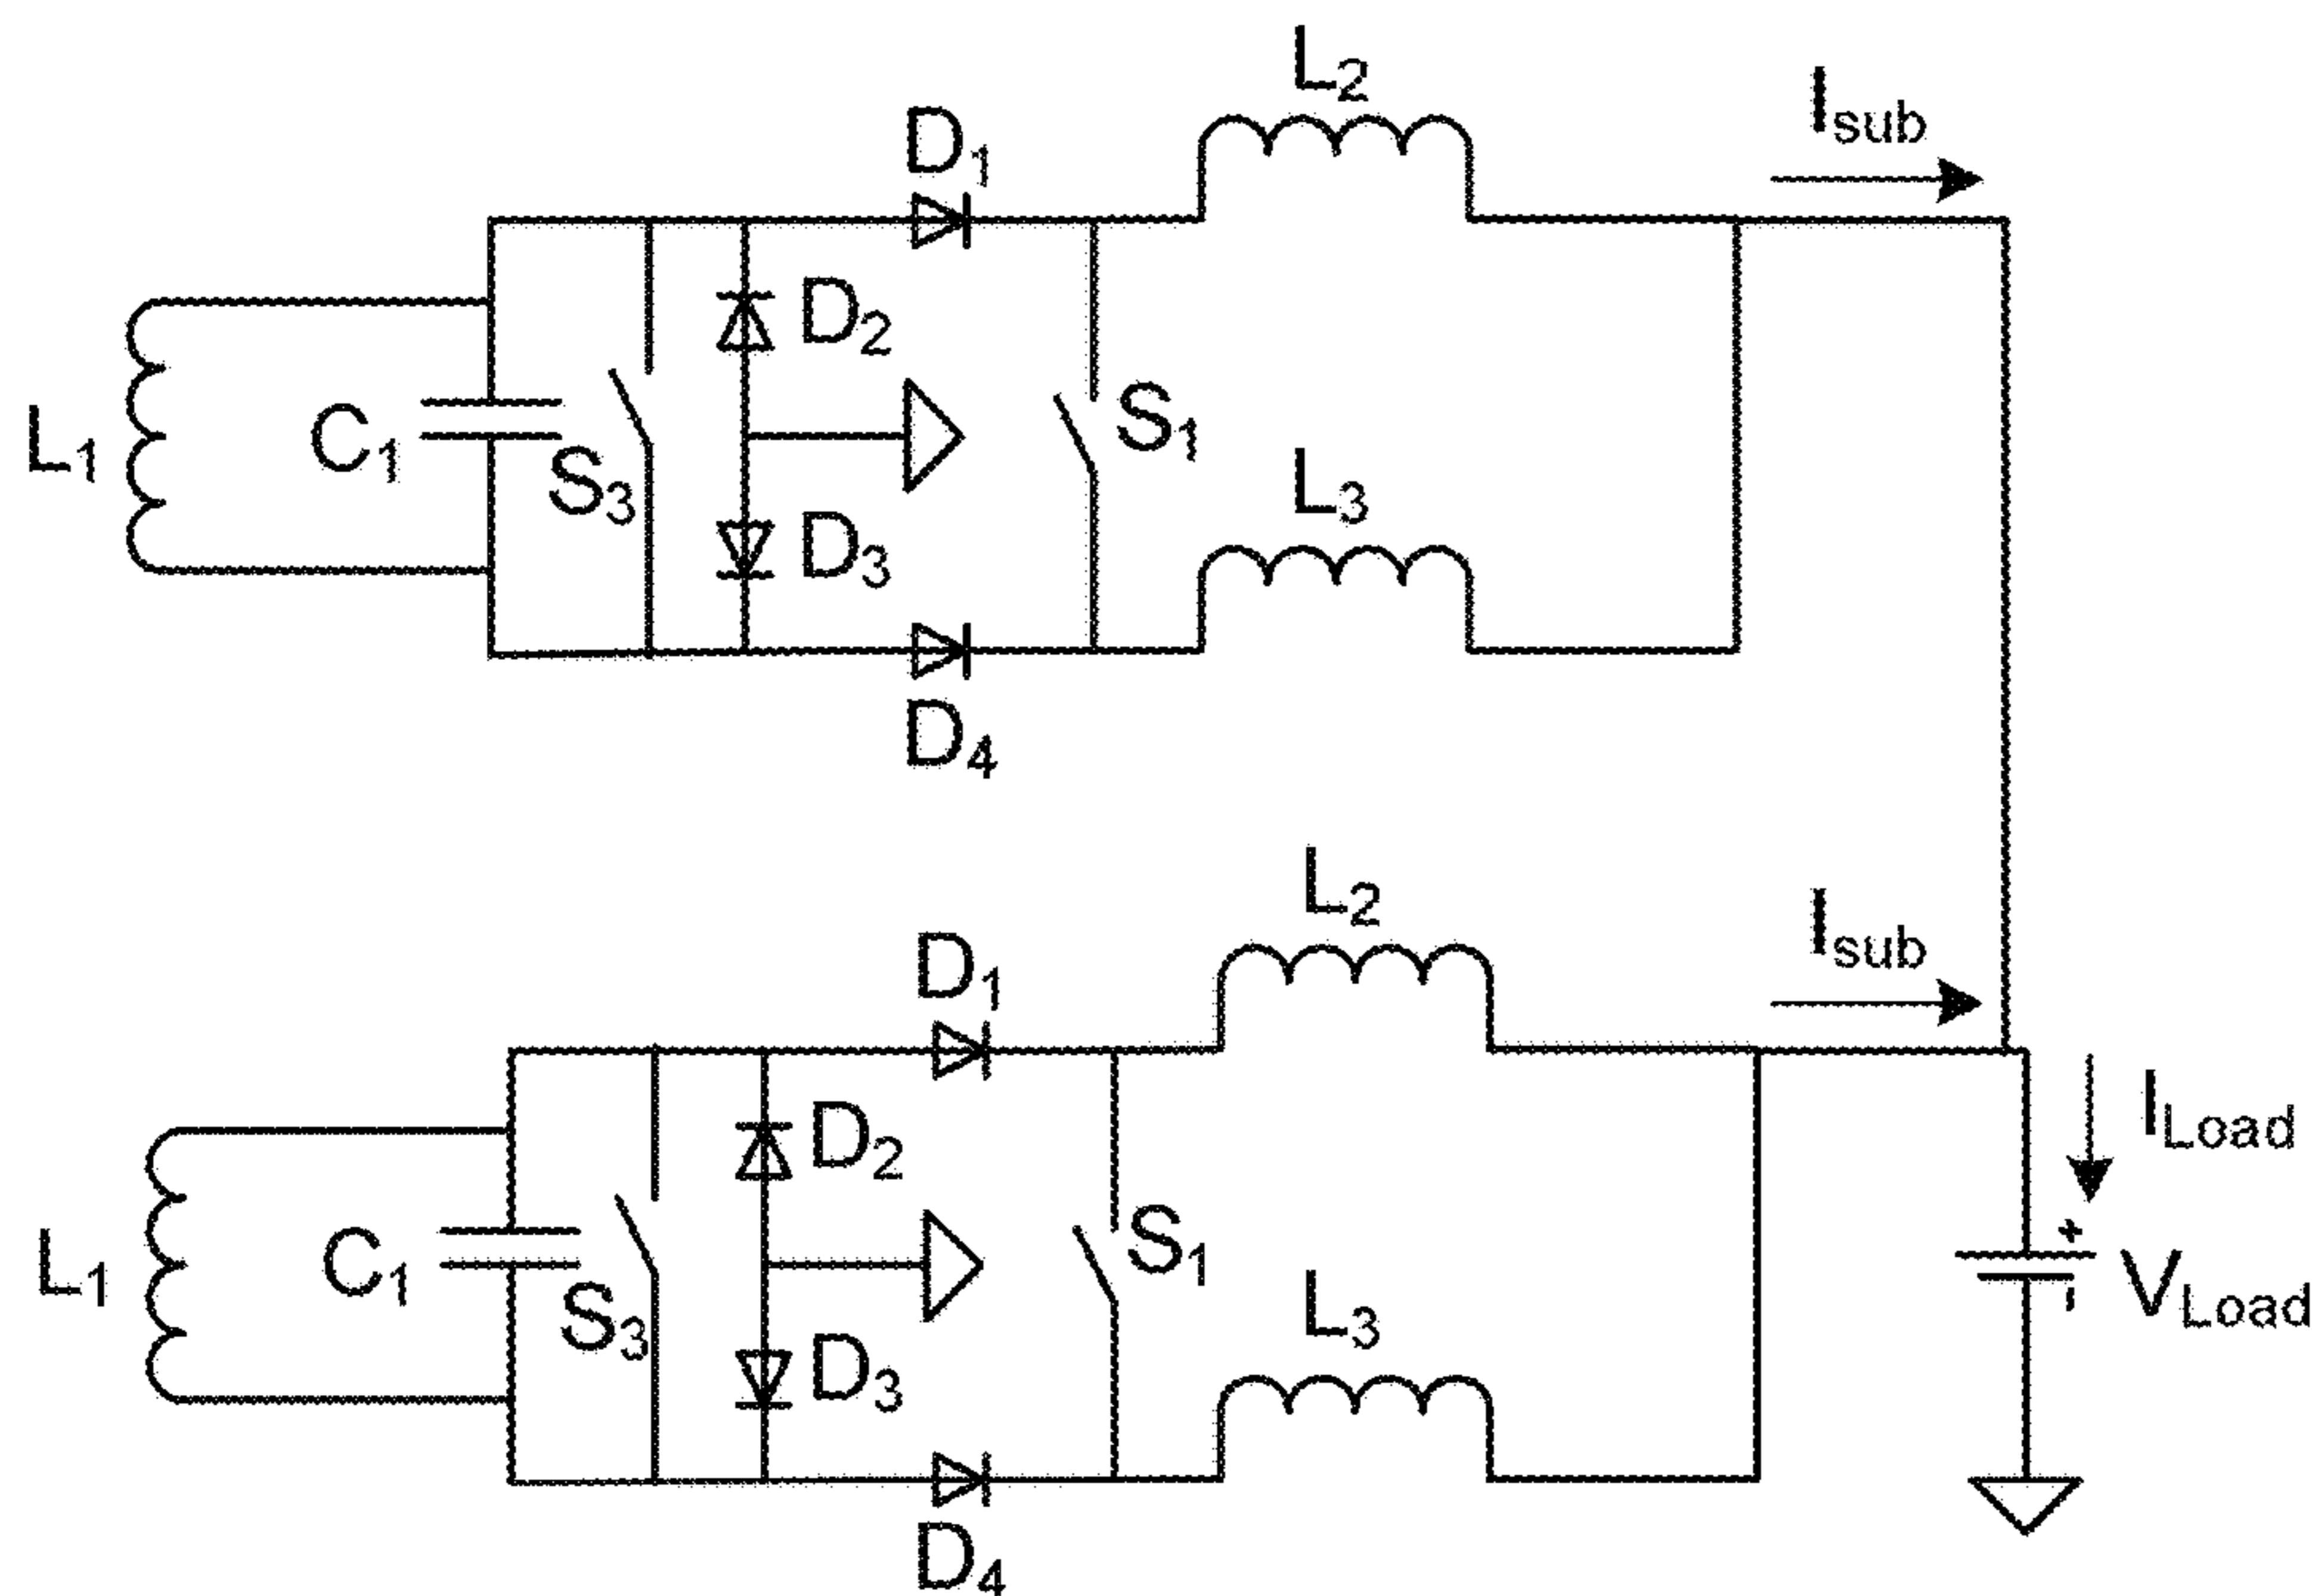 L2
Isub
D1
D2
L1
C1
S3
S1
L3
D3
D4
L2
Isub
D1
ILoad
D2
L1
C1
S3
S1
L3
+
-
VLoad
D3
D4